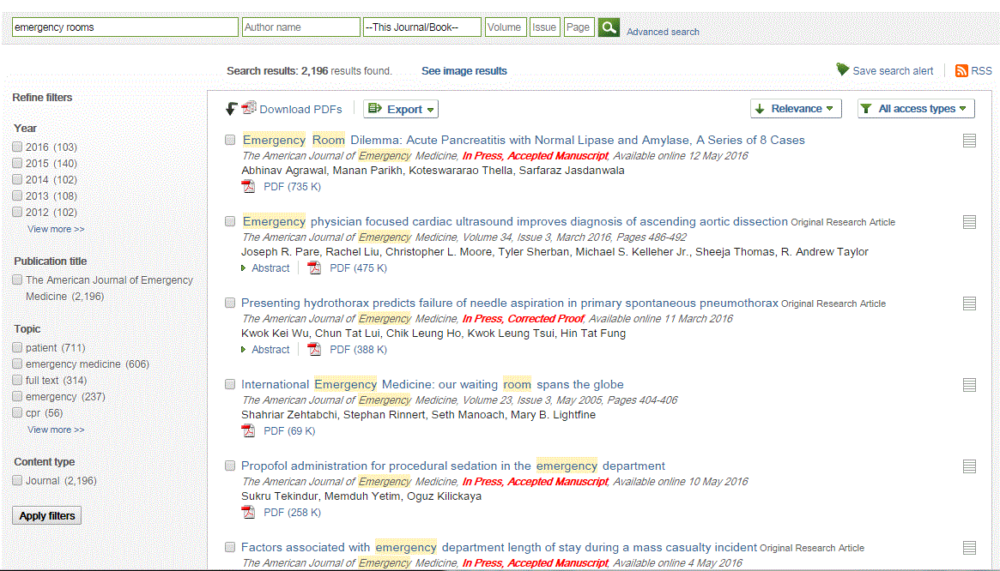 emergency rooms Author name --This Journal/Book-- Volume Issue Page Advanced search
Search results: 2,196 results found. See image results Save search alert RSS
Refine filters
Year
2016 (103)
2015 (140)
2014 (102)
2013 (108)
2012 (102)
View more >>
Publication title
The American Journal of Emergency
Medicine (2,196)
Topic
patient (711)
emergency medicine (606)
full text (314)
emergency (237)
cpr (56)
View more >>
Content type
Journal (2,196)
Apply filters
Download PDFs Export Relevance All access types
Emergency Room Dilemma: Acute Pancreatitis with Normal Lipase and Amylase, A Series of 8 Cases
The American Journal of Emergency Medicine, In Press, Accepted Manuscript, Available online 12 May 2016
Abhinav Agrawal, Manan Parikh, Koteswararao Thella, Sarfaraz Jasdanwala
PDF (735 K)
Emergency physician focused cardiac ultrasound improves diagnosis of ascending aortic dissection Original Research Article
The American Journal of Emergency Medicine, Volume 34, Issue 3, March 2016, Pages 486-492
Joseph R. Pare, Rachel Liu, Christopher L. Moore, Tyler Sherban, Michael S. Kelleher Jr., Sheeja Thomas, R. Andrew Taylor
Abstract PDF (475 K)
Presenting hydrothorax predicts failure of needle aspiration in primary spontaneous pneumothorax Original Research Article
The American Journal of Emergency Medicine, In Press, Corrected Proof, Available online 11 March 2016
Kwok Kei Wu, Chun Tat Lui, Chik Leung Ho, Kwok Leung Tsui, Hin Tat Fung
Abstract PDF (388 K)
International Emergency Medicine: our waiting room spans the globe
The American Journal of Emergency Medicine, Volume 23, Issue 3, May 2005, Pages 404-406
Shahriar Zehtabchi, Stephan Rinnert, Seth Manoach, Mary B. Lightfine
PDF (69 K)
Propofol administration for procedural sedation in the emergency department
The American Journal of Emergency Medicine, In Press, Accepted Manuscript, Available online 10 May 2016
Sukru Tekindur, Memduh Yetim, Oguz Kilickaya
PDF (258 K)
Factors associated with emergency department length of stay during a mass casualty incident Original Research Article
The American Journal of Emergency Medicine, In Press, Accepted Manuscript, Available online 4 May 2016